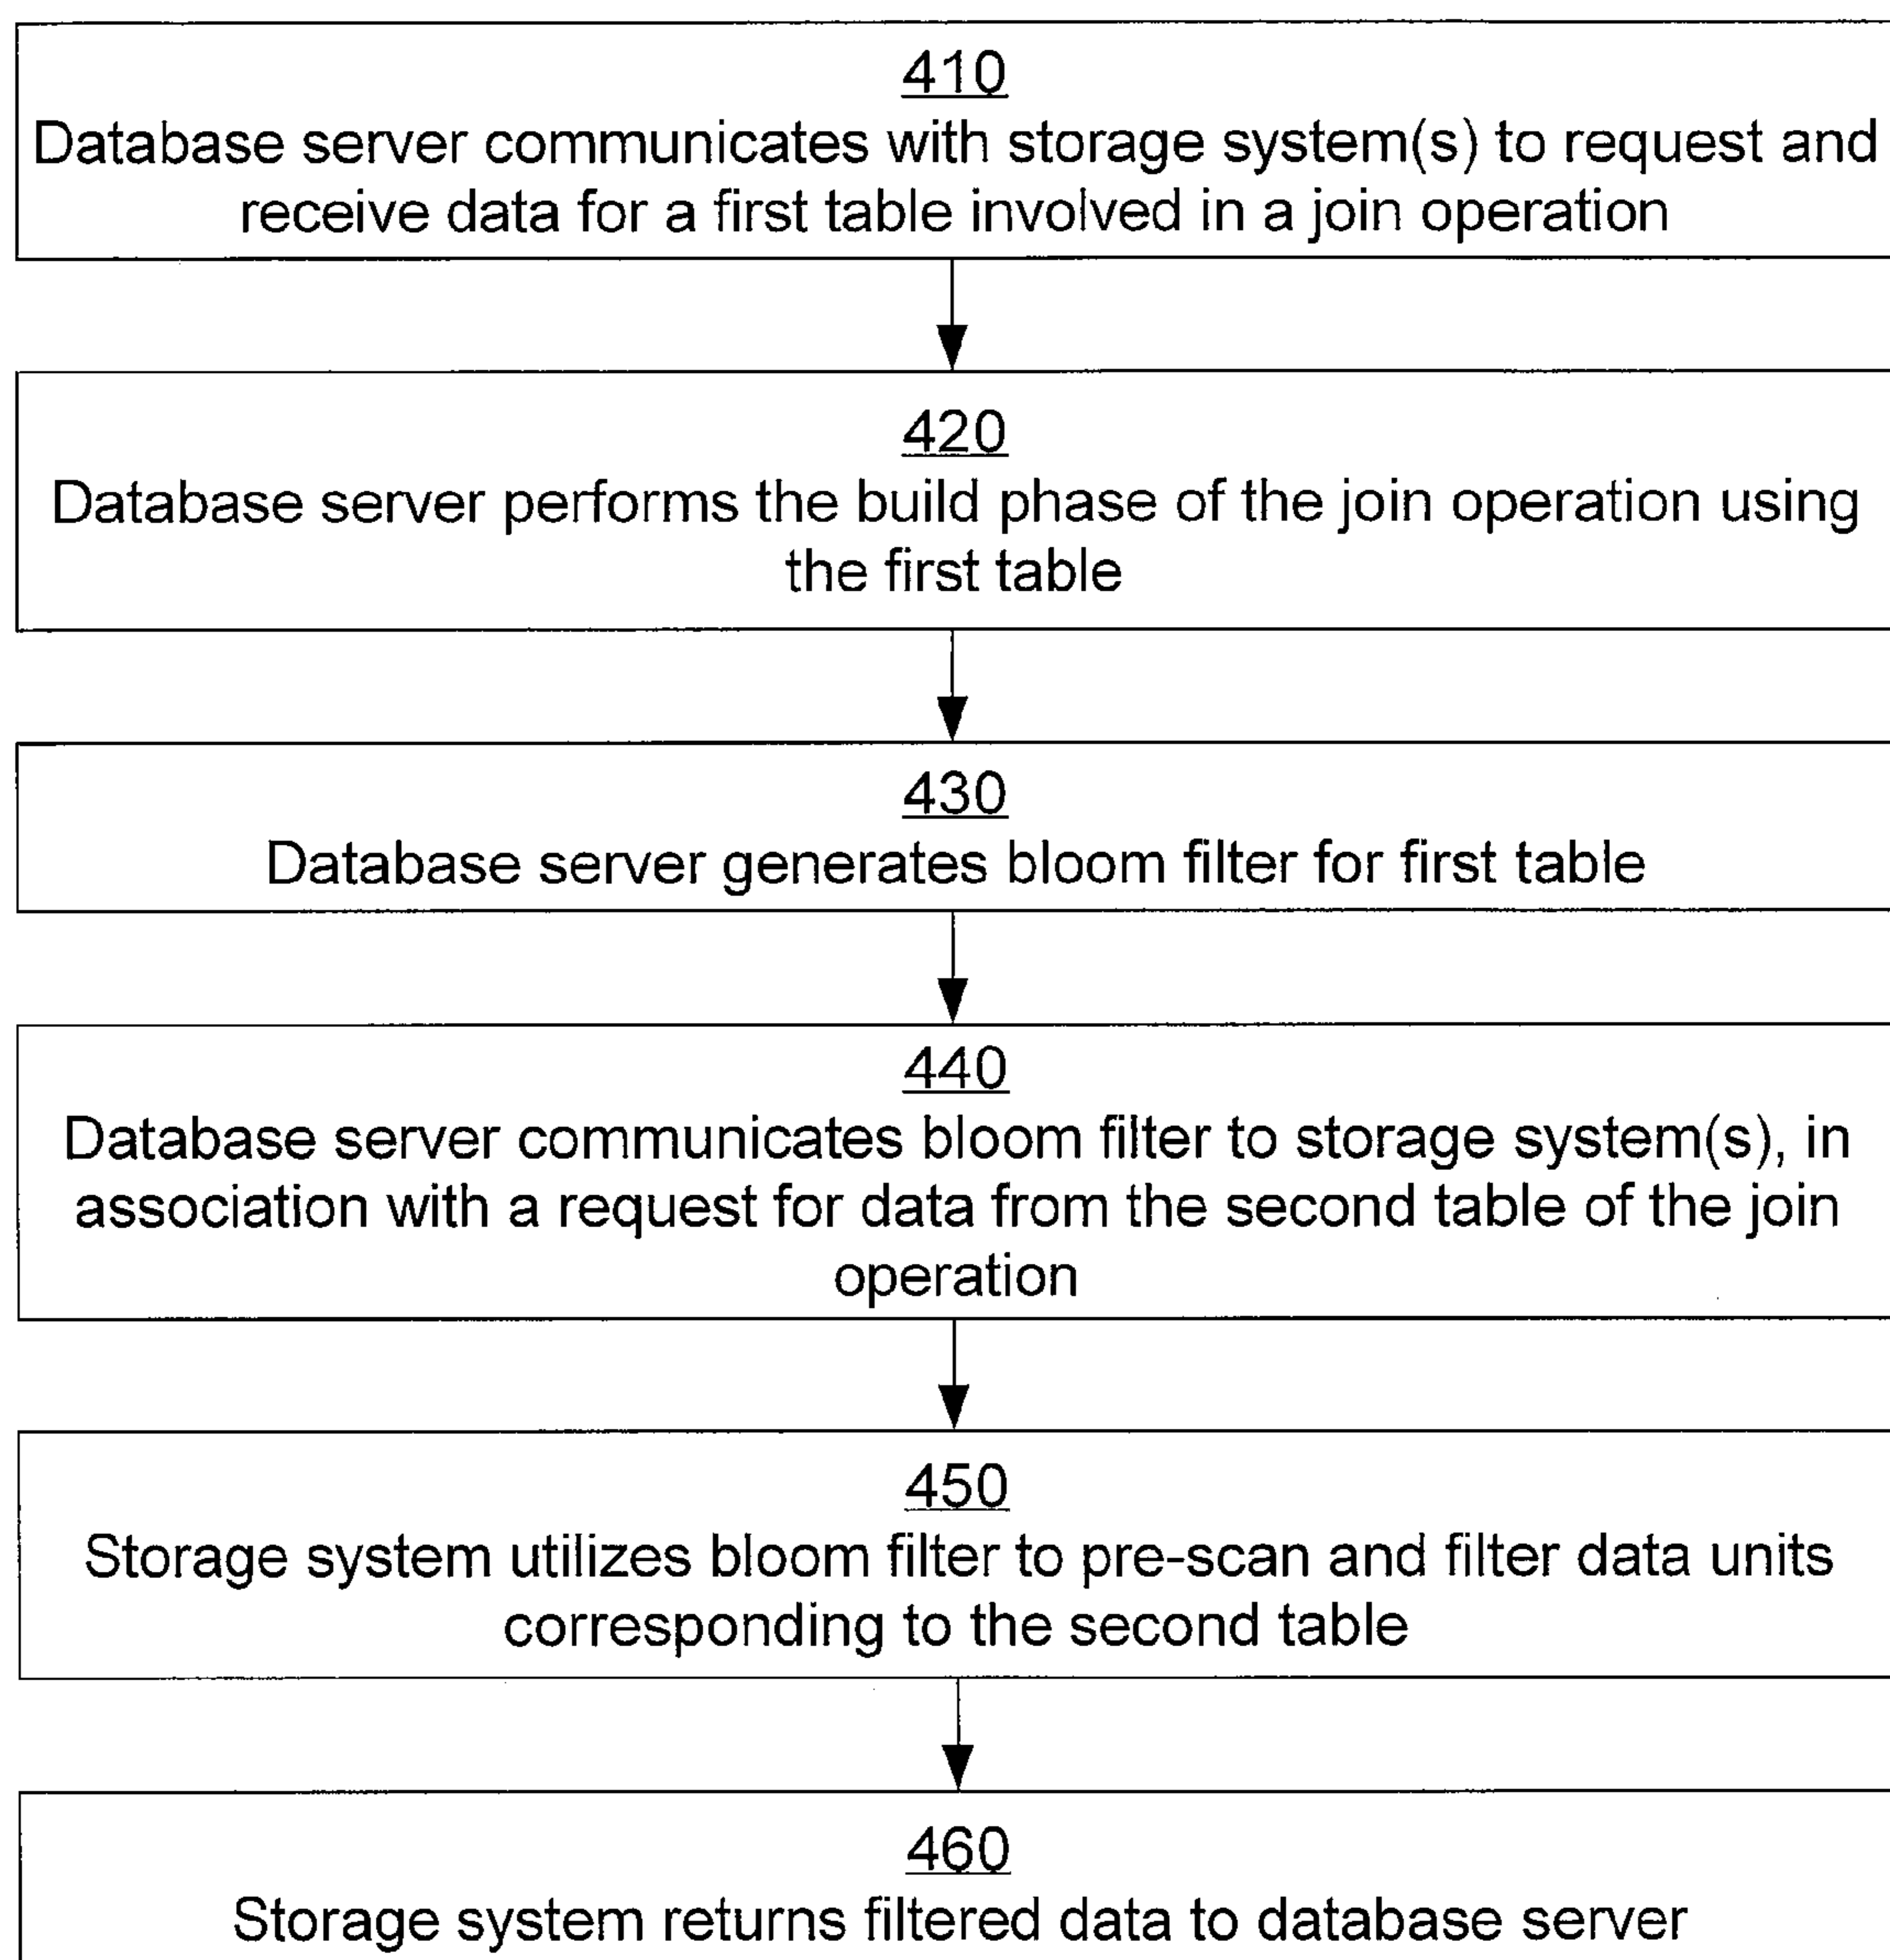 410
Database server communicates with storage system(s) to request and
receive data for a first table involved in a join operation
420
Database server performs the build phase of the join operation using
the first table
430
Database server generates bloom filter for first table
440
Database server communicates bloom filter to storage system(s), in
association with a request for data from the second table of the join
operation
450
Storage system utilizes bloom filter to pre-scan and filter data units
corresponding to the second table
460
Storage system returns filtered data to database server